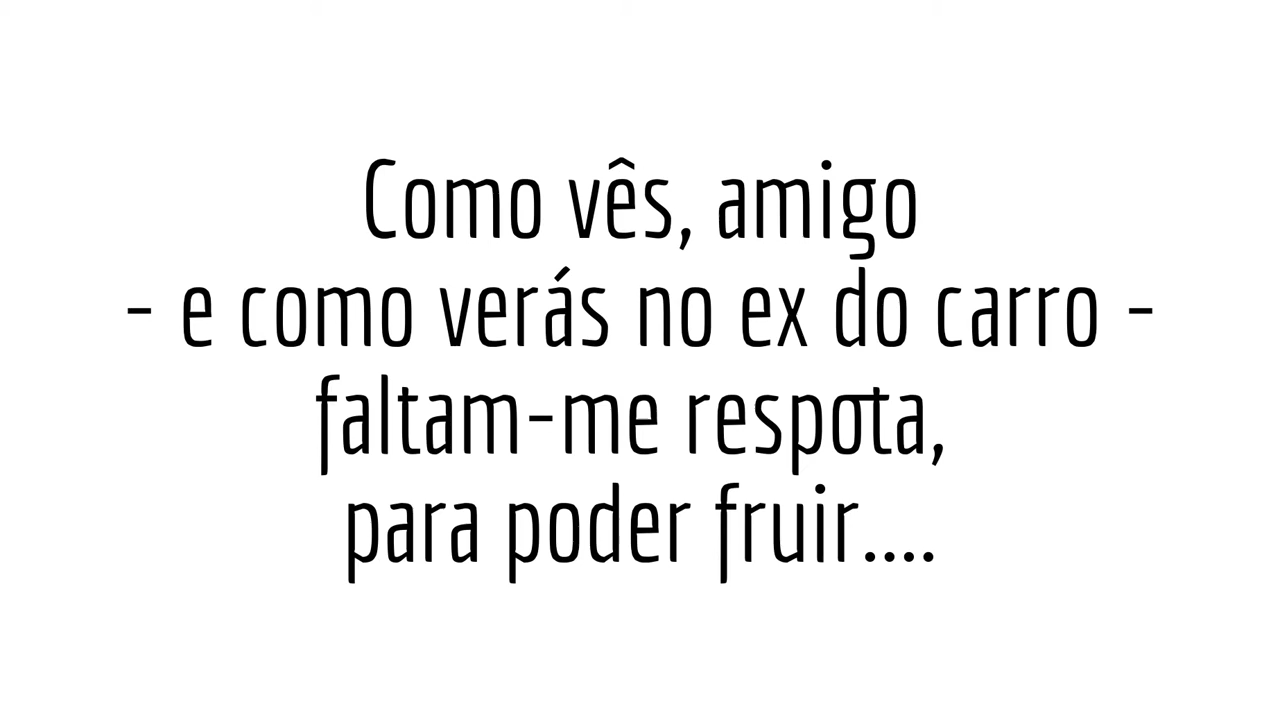 Como vês, amigo
- e como verás no ex do carro -
faltam-me respota,
para poder fruir....